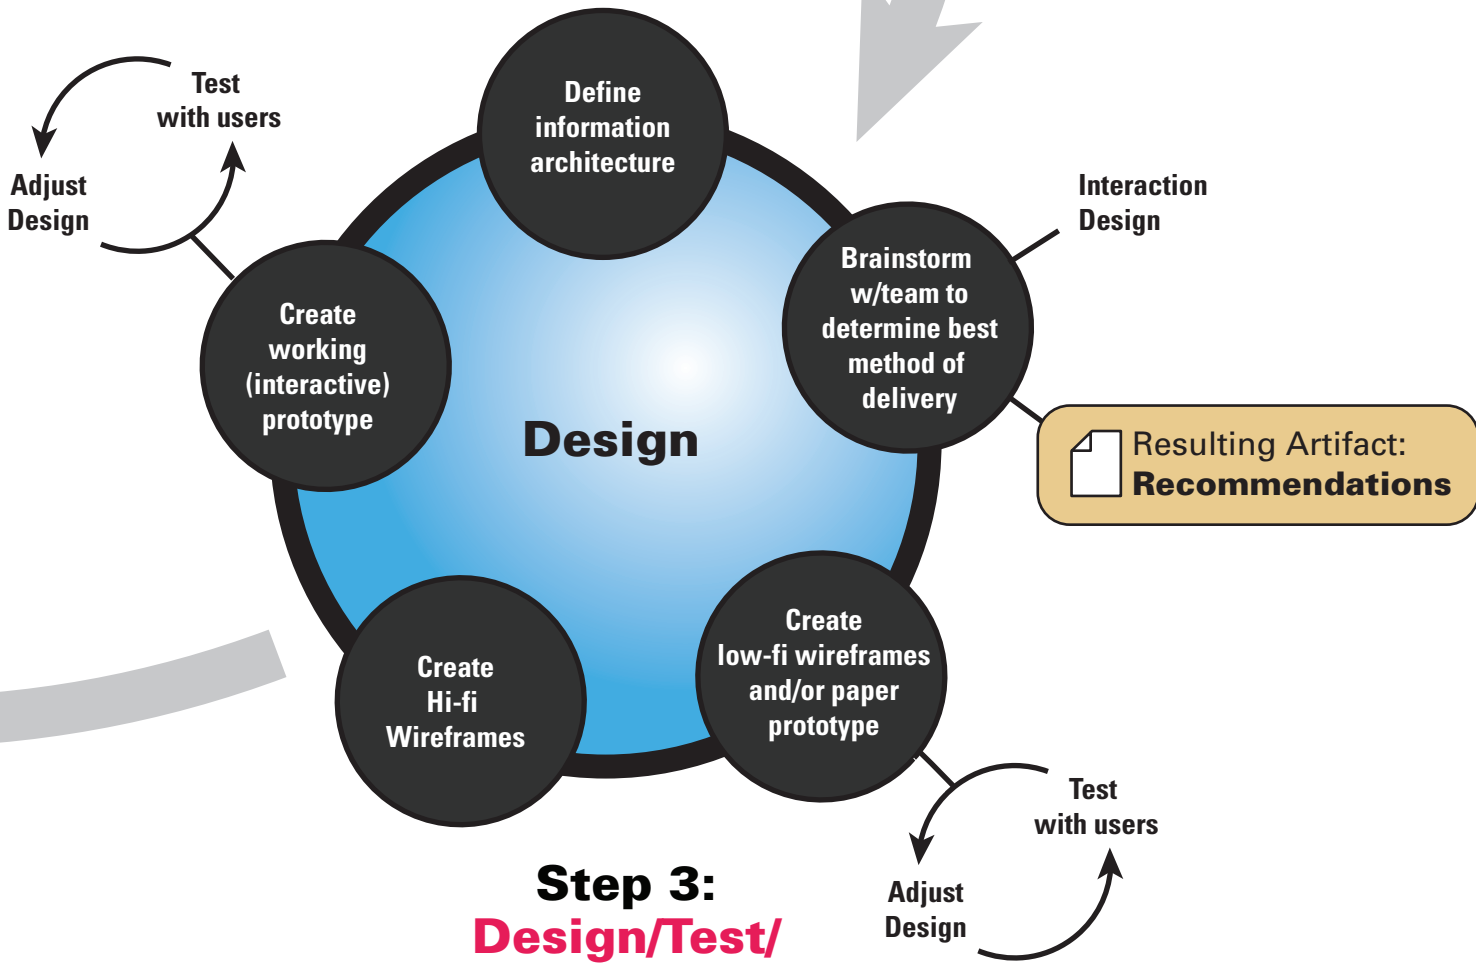 Define
information
architecture
Test
with users
Adjust
Design
Interaction
Design
Brainstorm
w/team to
determine best
method of
delivery
Create
working
(interactive)
prototype
Design
Resulting Artifact:
Recommendations
Create
low-fi wireframes
and/or paper
prototype
Create
Hi-fi
Wireframes
Test
with users
Adjust
Design
Step 3:
Design/Test/